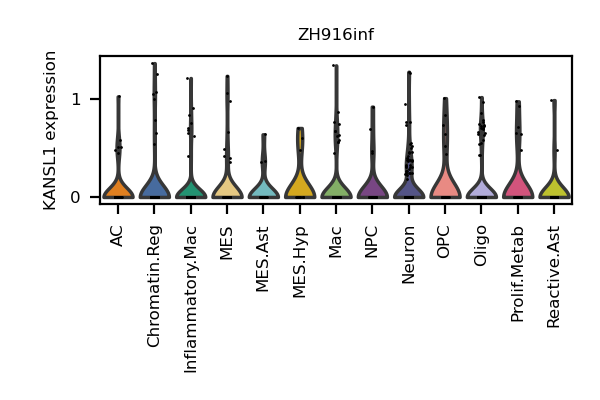 ZH916inf
KANSL1 expression
1
0
AC
Chromatin.Reg
Inflammatory.Mac
MES
MES.Ast
MES.Hyp
Mac
NPC
Neuron
OPC
Oligo
Prolif.Metab
Reactive.Ast